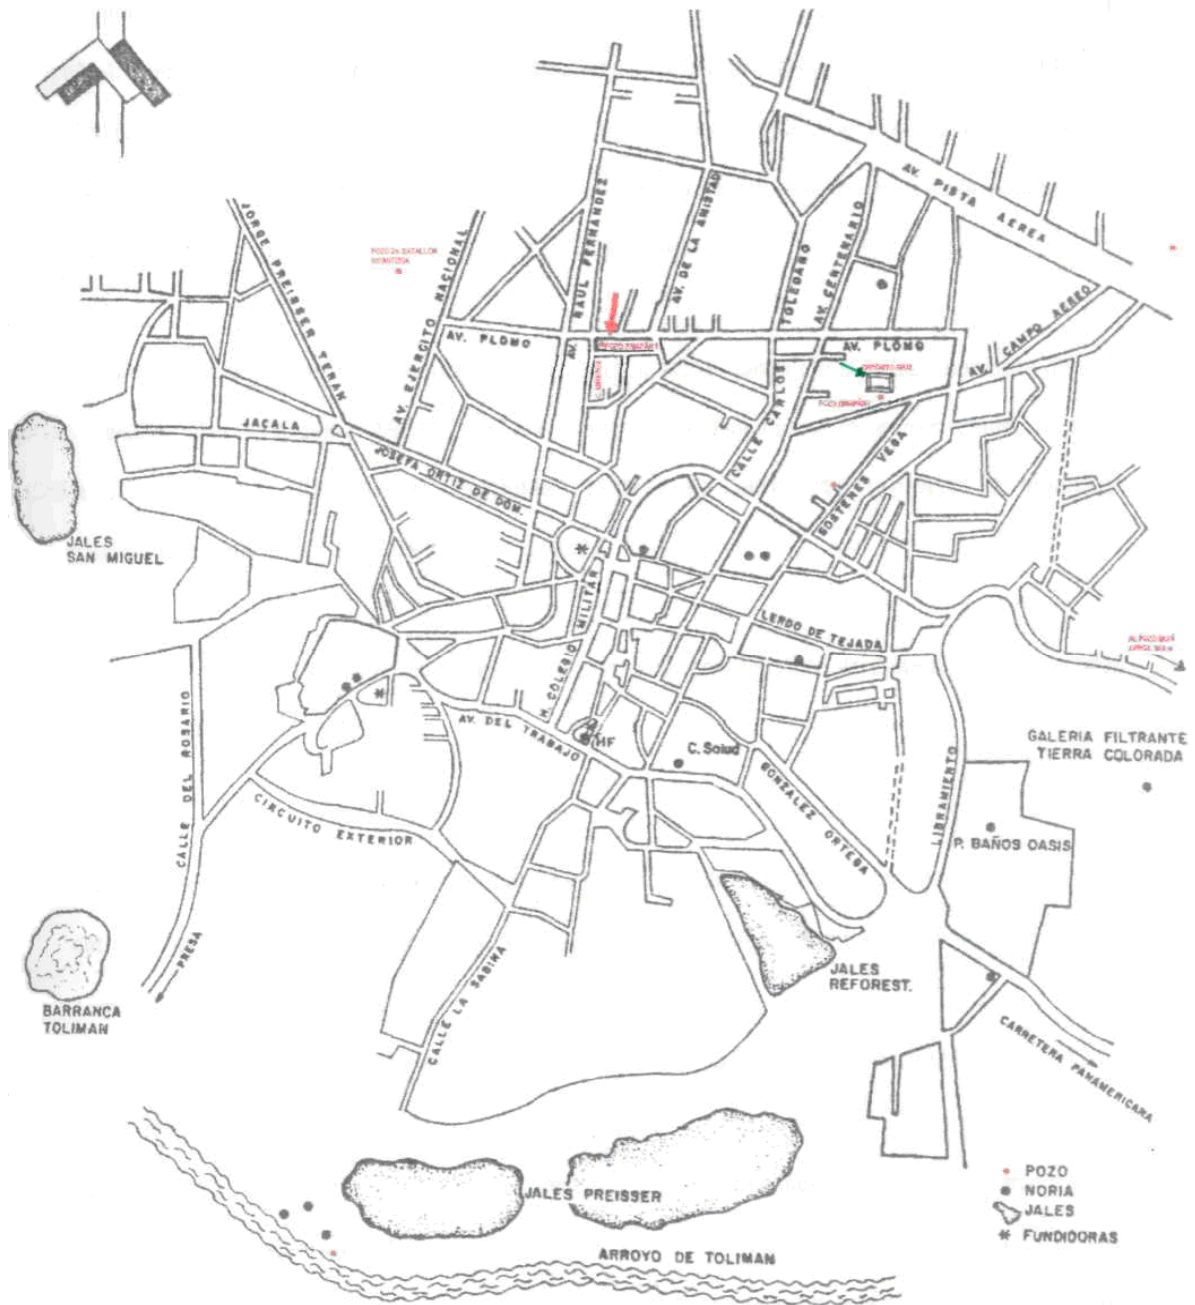 AV. PISTA AEREA
JORGE PREISSER TERAN
AV. EJERCITO NACIONAL
AV. RAUL FERNANDEZ
AV. DE LA AMISTAD
CALLE CARLOS TOLEDANO
AV. CENTENARIO
AV. CAMPO AEREO
AV. PLOMO
AV. PLOMO
JACALA
JOSEFA ORTIZ DE DOM.
SOSTENES VEGA
JALES
SAN MIGUEL
H. COLEGIO MILITAR
LERDO DE TEJADA
CALLE DEL ROSARIO
AV. DEL TRABAJO
HF
C. Salud
GALERIA FILTRANTE
TIERRA COLORADA
CIRCUITO EXTERIOR
GONZALEZ ORTEGA
LIBRAMIENTO
P. BAÑOS OASIS
PRESA
BARRANCA
TOLIMAN
CALLE LA SABINA
JALES
REFOREST.
CARRETERA PANAMERICANA
JALES PREISSER
POZO
NORIA
JALES
FUNDIDORAS
ARROYO DE TOLIMAN